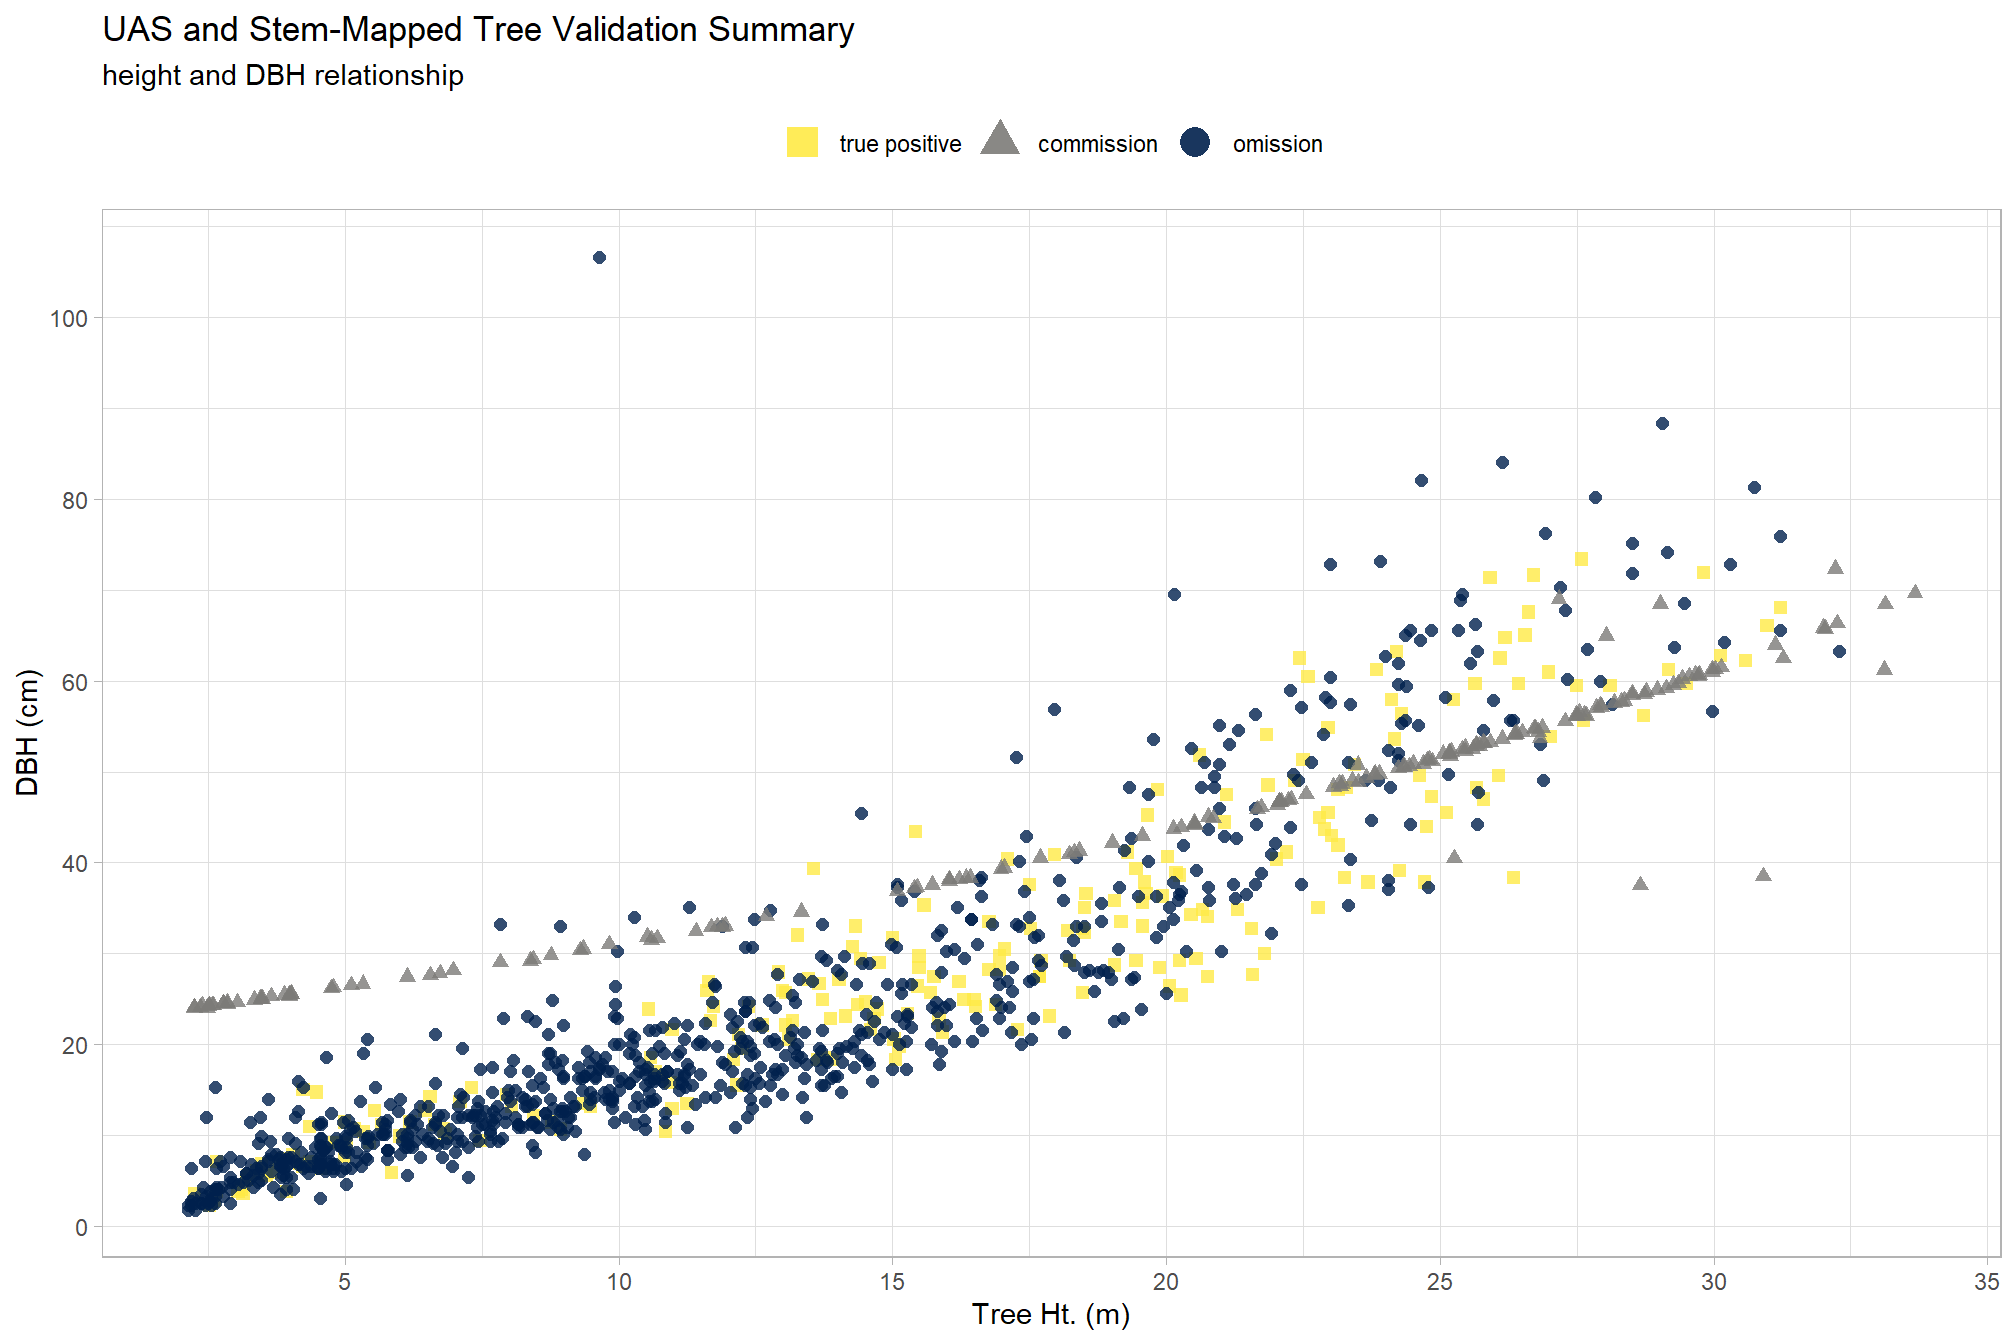 UAS and Stem-Mapped Tree Validation Summary
height and DBH relationship
true positive commission omission
DBH (cm)
100
80
60
40
20
0
5 10 15 20 25 30 35
Tree Ht. (m)